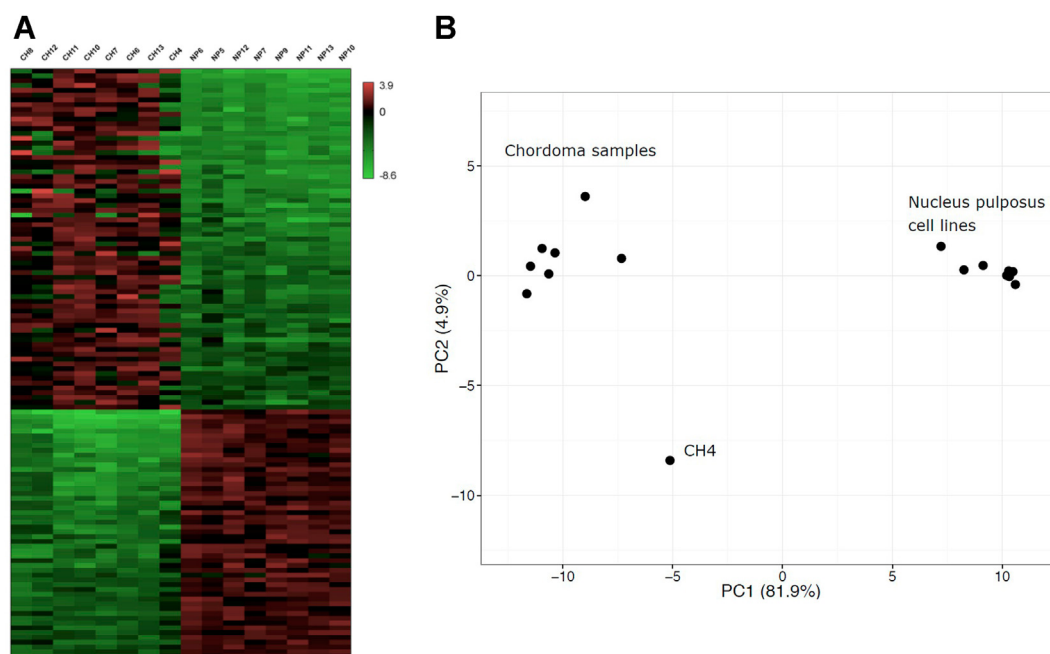 A
CH8 CH12 CH11 CH10 CH7 CH6 CH13 CH4 NP6 NP5 NP12 NP7 NP9 NP11 NP13 NP10
3.9
0
-8.6
B
Chordoma samples
Nucleus pulposus
cell lines
CH4
PC2 (4.9%)
5
0
−5
−10
−10 −5 0 5 10
PC1 (81.9%)